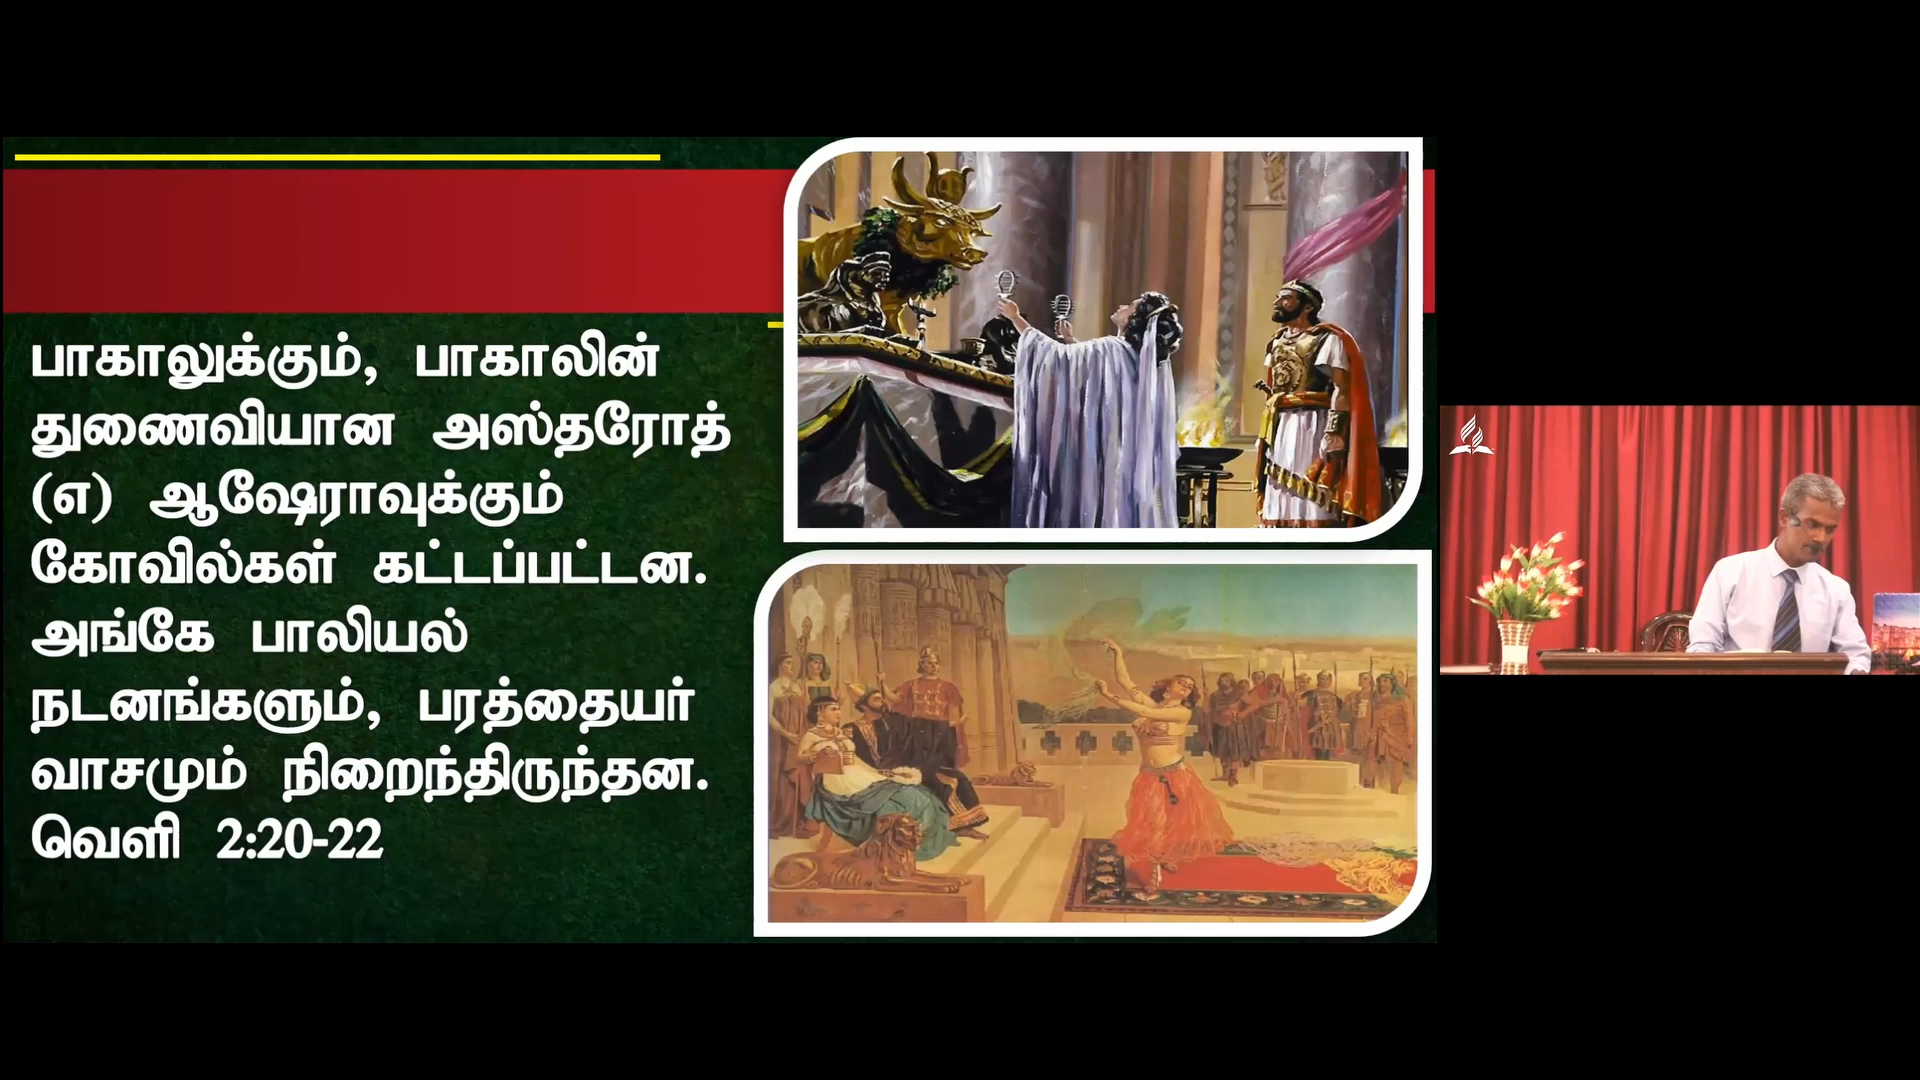 பாகாலுக்கும், பாகாலின்
துணைவியான அஸ்தரோத்
(எ) ஆஷேராவுக்கும்
கோவில்கள் கட்டப்பட்டன.
அங்கே பாலியல்
நடனங்களும், பரத்தையர்
வாசமும் நிறைந்திருந்தன.
வெளி 2:20-22